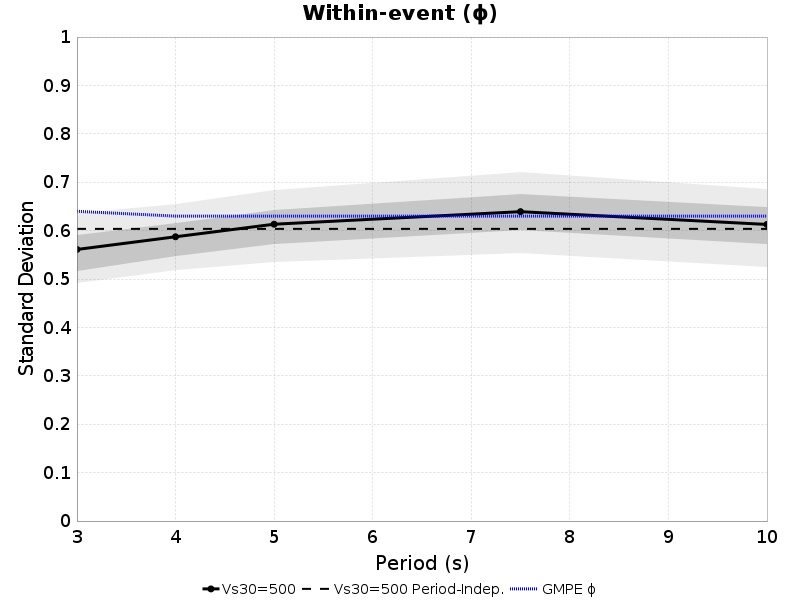 Within-event (ϕ)
1
0.9
0.8
0.7
0.6
0.5
0.4
0.3
0.2
0.1
0
Standard Deviation
3 4 5 6 7 8 9 10
Period (s)
Vs30=500 Vs30=500 Period-Indep. GMPE ϕ